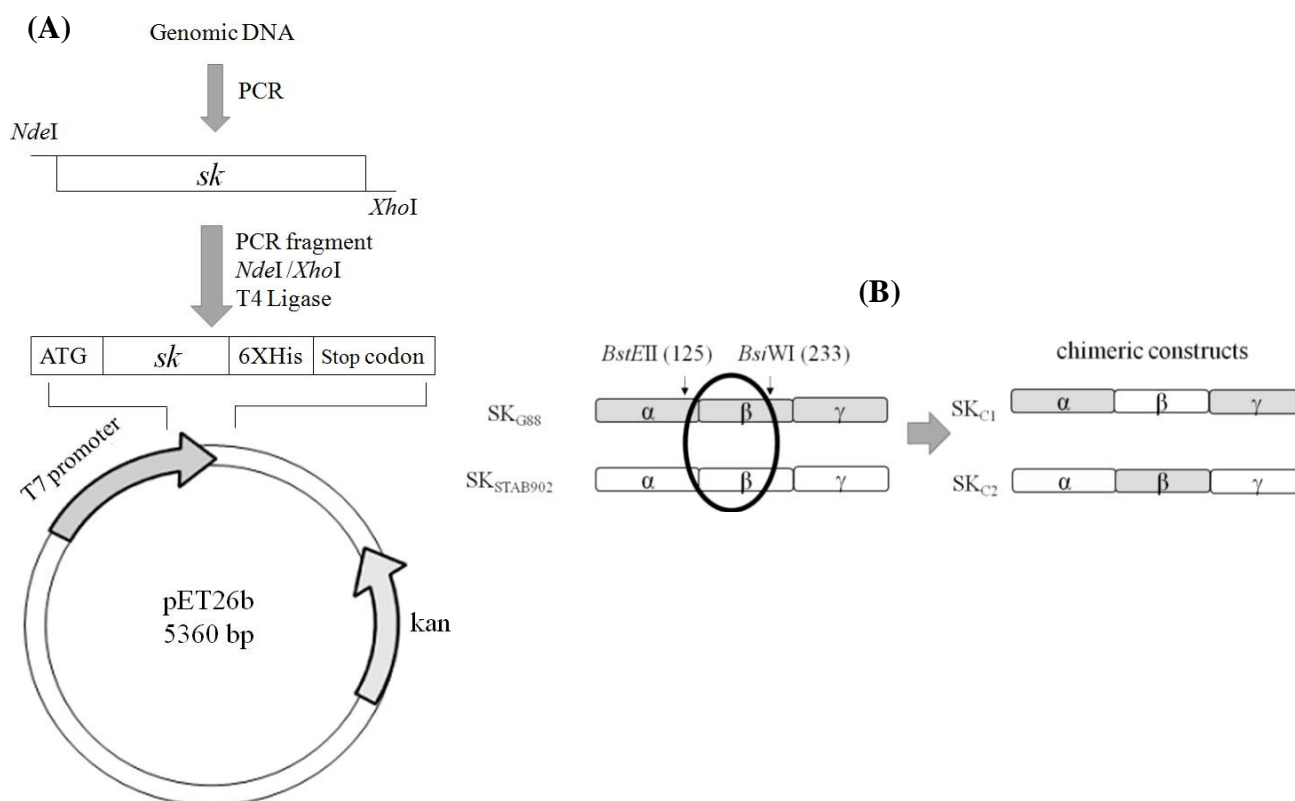 (A)
Genomic DNA
PCR
NdeI
sk
XhoI
PCR fragment
NdeI /XhoI
T4 Ligase
ATG
sk
6XHis
Stop codon
T7 promoter
pET26b
5360 bp
kan
(B)
BstEII (125)
BsiWI (233)
SKG88
α
β
γ
SKSTAB902
α
β
γ
chimeric constructs
SKC1
α
β
γ
SKC2
α
β
γ